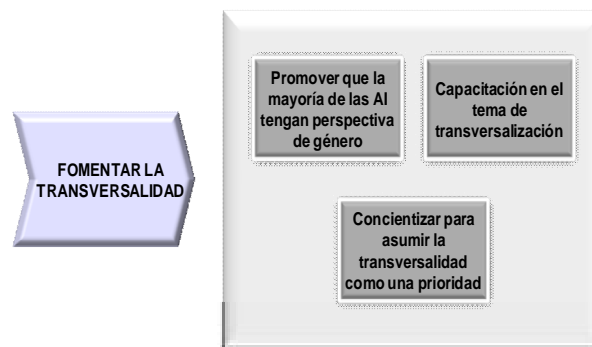 FOMENTAR LA
TRANSVERSALIDAD
Promover que la
mayoría de las AI
tengan perspectiva
de género
Capacitación en el
tema de
transversalización
Concientizar para
asumir la
transversalidad
como una prioridad